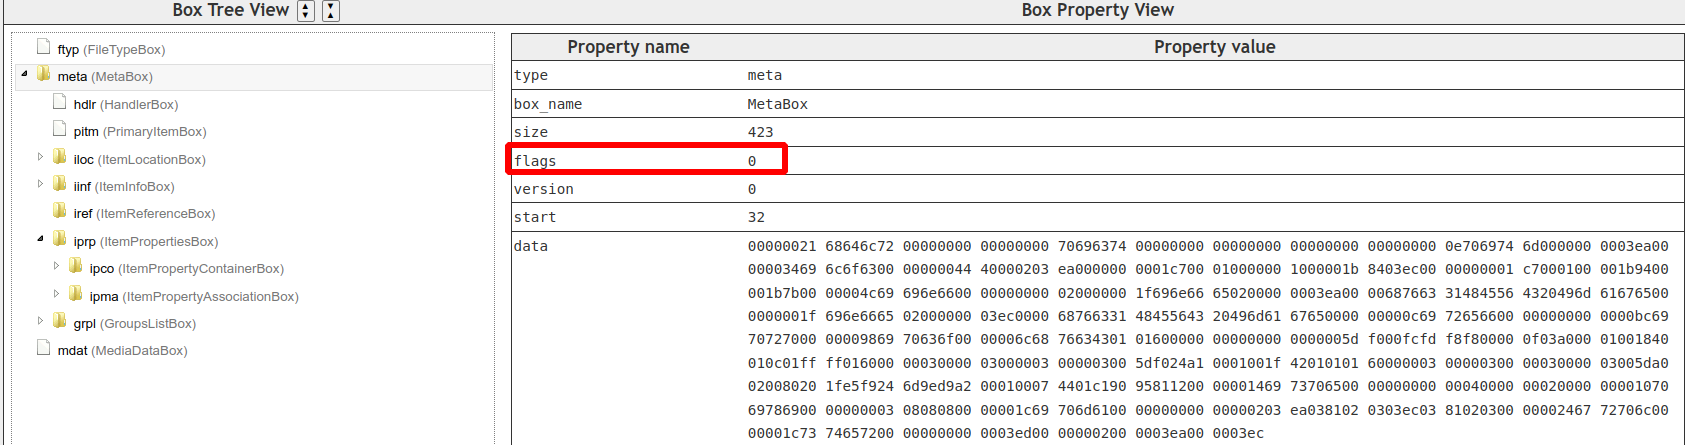 Box Tree View
ftyp (FileTypeBox)
meta (MetaBox)
hdlr (HandlerBox)
pitm (PrimaryItemBox)
iloc (ItemLocationBox)
iinf (ItemInfoBox)
iref (ItemReferenceBox)
iprp (ItemPropertiesBox)
ipco (ItemPropertyContainerBox)
ipma (ItemPropertyAssociationBox)
grpl (GroupsListBox)
mdat (MediaDataBox)
Box Property View
Property name Property value
type meta
box_name MetaBox
size 423
flags 0
version 0
start 32
data 00000021 68646c72 00000000 00000000 70696374 00000000 00000000 00000000 00000000 0e706974 6d000000 0003ea00
00003469 6c6f6300 00000044 40000203 ea000000 0001c700 01000000 1000001b 8403ec00 00000001 c7000100 001b9400
001b7b00 00004c69 696e6600 00000000 02000000 1f696e66 65020000 0003ea00 00687663 31484556 4320496d 61676500
0000001f 696e6665 02000000 03ec0000 68766331 48455643 20496d61 67650000 00000c69 72656600 00000000 0000bc69
70727000 00009869 70636f00 00006c68 76634301 01600000 00000000 0000005d f000fcfd f8f80000 0f03a000 01001840
010c01ff ff016000 00030000 03000003 00000300 5df024a1 0001001f 42010101 60000003 00000300 00030000 03005da0
02008020 1fe5f924 6d9ed9a2 00010007 4401c190 95811200 00001469 73706500 00000000 00040000 00020000 00001070
69786900 00000003 08080800 00001c69 706d6100 00000000 00000203 ea038102 0303ec03 81020300 00002467 72706c00
00001c73 74657200 00000000 0003ed00 00000200 0003ea00 0003ec